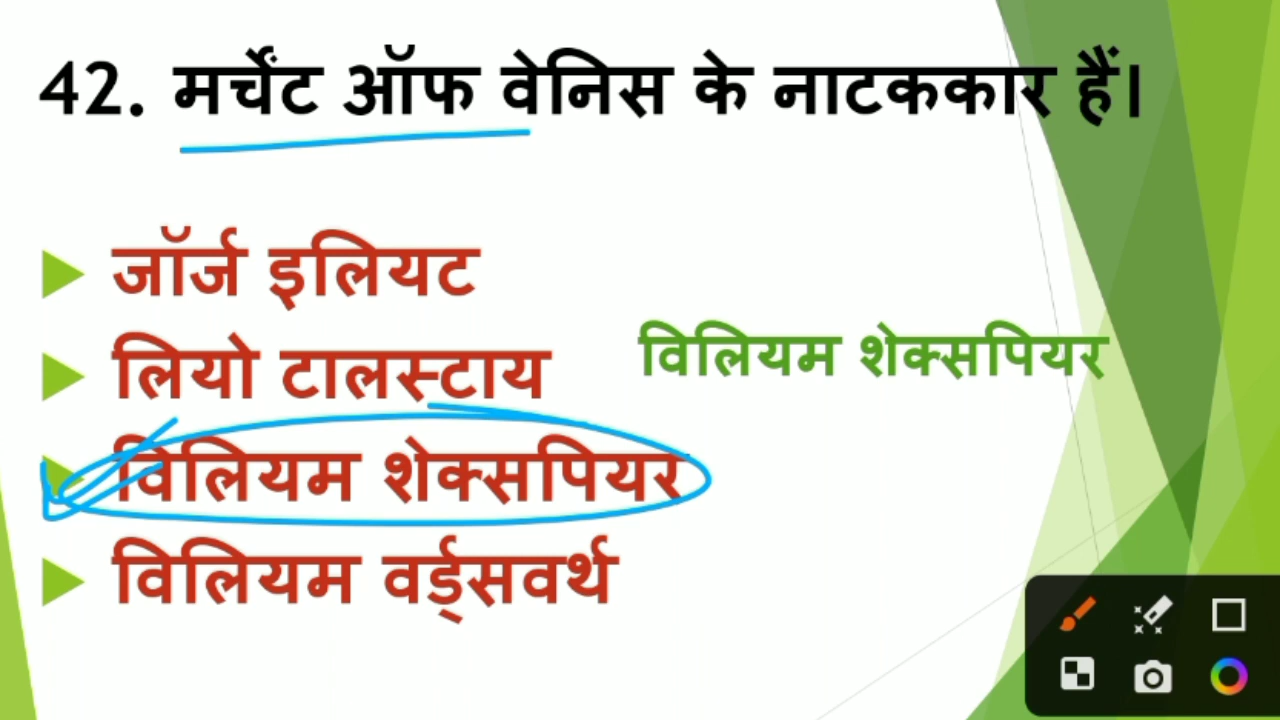 42. मर्चेंट ऑफ वेनिस के नाटककार हैं।
जॉर्ज इलियट
लियो टालस्टाय
विलियम शेक्सपियर
विलियम शेक्सपियर
विलियम वर्ड्सवर्थ